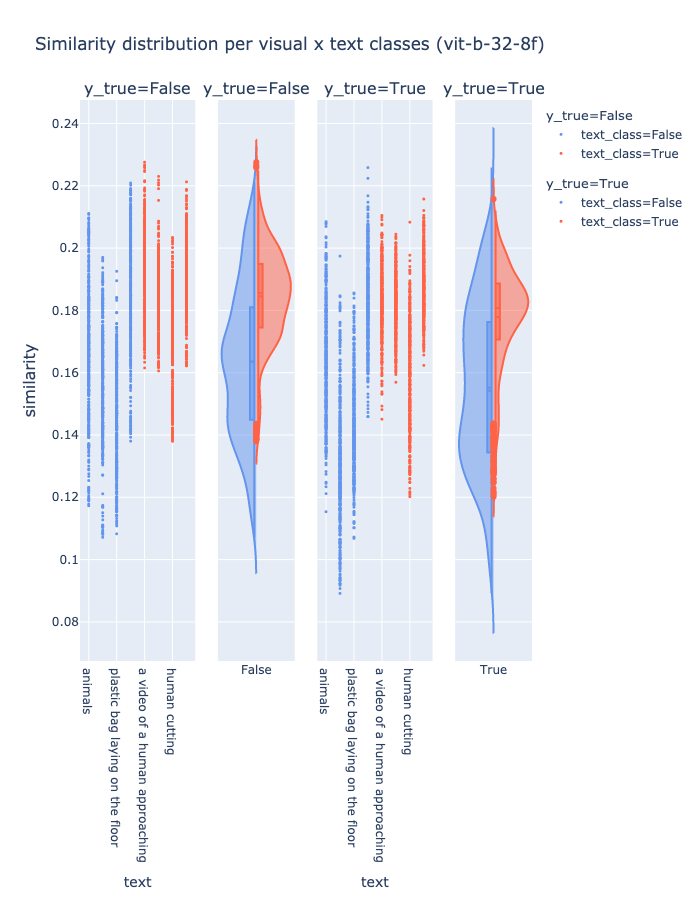 Similarity distribution per visual x text classes (vit-b-32-8f)
y_true=False
y_true=False
y_true=True
y_true=True
y_true=False
text_class=False
text_class=True
y_true=True
text_class=False
text_class=True
similarity
0.24
0.22
0.2
0.18
0.16
0.14
0.12
0.1
0.08
animals
plastic bag laying on the floor
a video of a human approaching
human cutting
False
animals
plastic bag laying on the floor
a video of a human approaching
human cutting
True
text
text